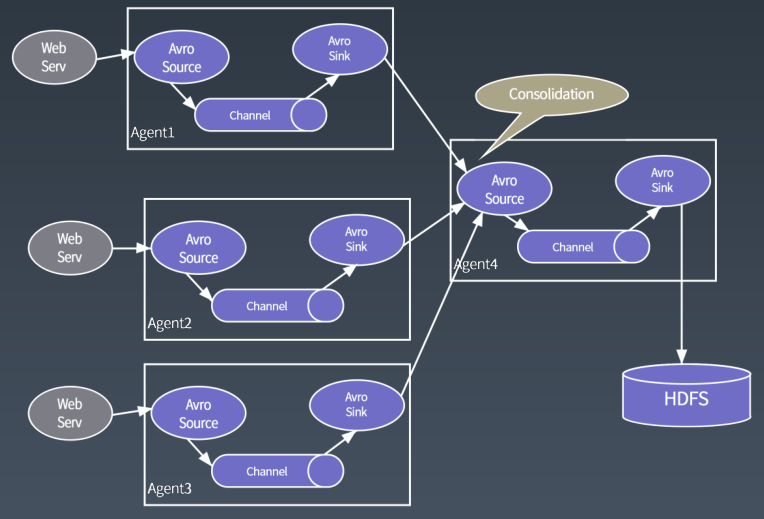 Web
Serv
Avro
Source
Avro
Sink
Channel
Agent1
Consolidation
Web
Serv
Avro
Source
Avro
Sink
Channel
Agent2
Avro
Source
Avro
Sink
Channel
Agent4
Web
Serv
Avro
Source
Avro
Sink
Channel
Agent3
HDFS